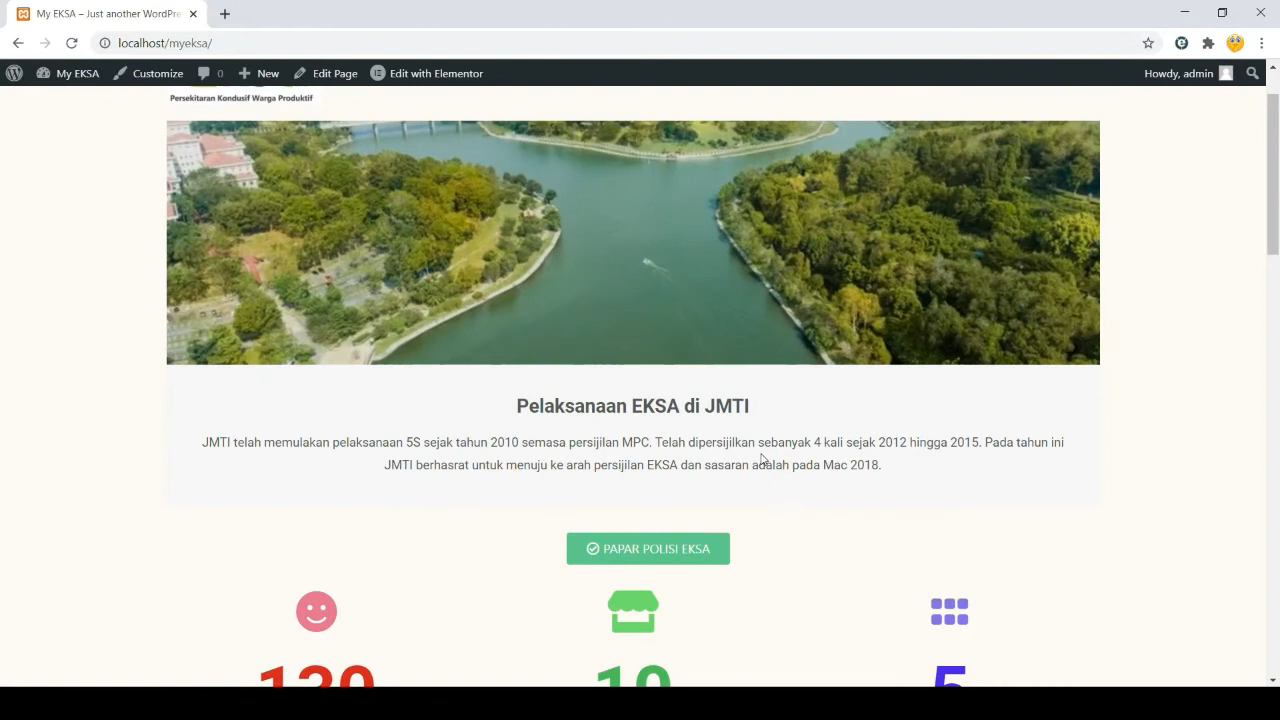 My EKSA – Just another WordPre
localhost/myeksa/
My EKSA Customize 0 New Edit Page Edit with Elementor Howdy, admin
Persekitaran Kondusif Warga Produktif
Pelaksanaan EKSA di JMTI
JMTI telah memulakan pelaksanaan 5S sejak tahun 2010 semasa persijilan MPC. Telah dipersijilkan sebanyak 4 kali sejak 2012 hingga 2015. Pada tahun ini
JMTI berhasrat untuk menuju ke arah persijilan EKSA dan sasaran adalah pada Mac 2018.
PAPAR POLISI EKSA
130 10 5